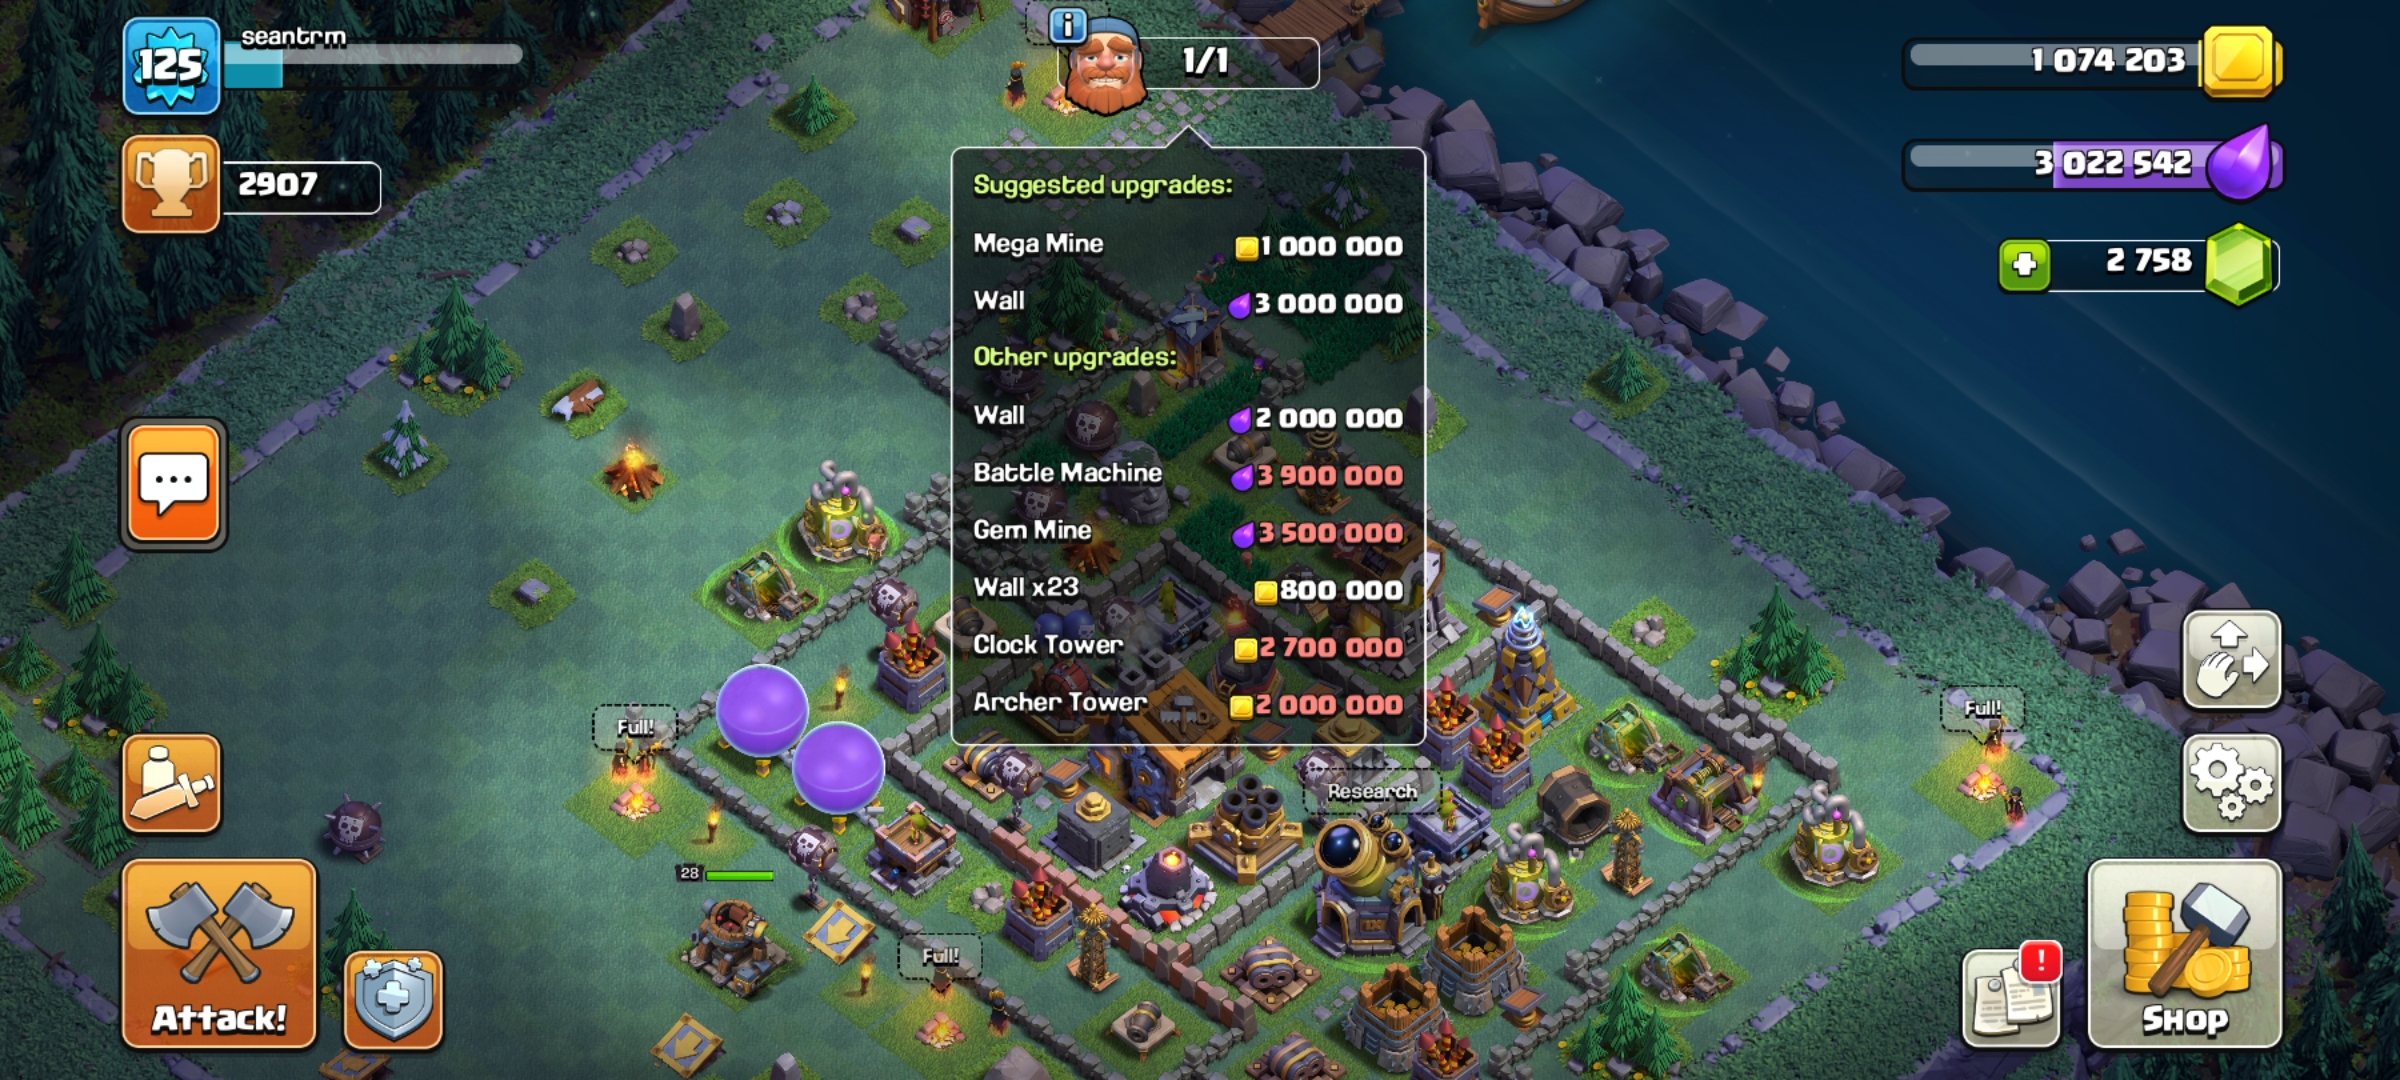 seantrm
125
1/1
1 074 203
2907
3 022 542
2 758
Suggested upgrades:
Mega Mine 1 000 000
Wall 3 000 000
Other upgrades:
Wall 2 000 000
Battle Machine 3 900 000
Gem Mine 3 500 000
Wall x23 800 000
Clock Tower 2 700 000
Archer Tower 2 000 000
Full!
Full!
Research
28
Full!
Attack!
!
Shop